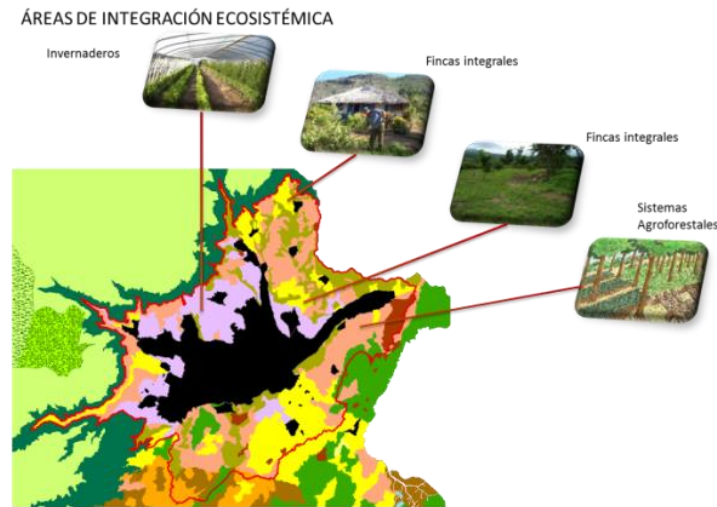 ÁREAS DE INTEGRACIÓN ECOSISTÉMICA
Invernaderos
Fincas integrales
Fincas integrales
Sistemas
Agroforestales